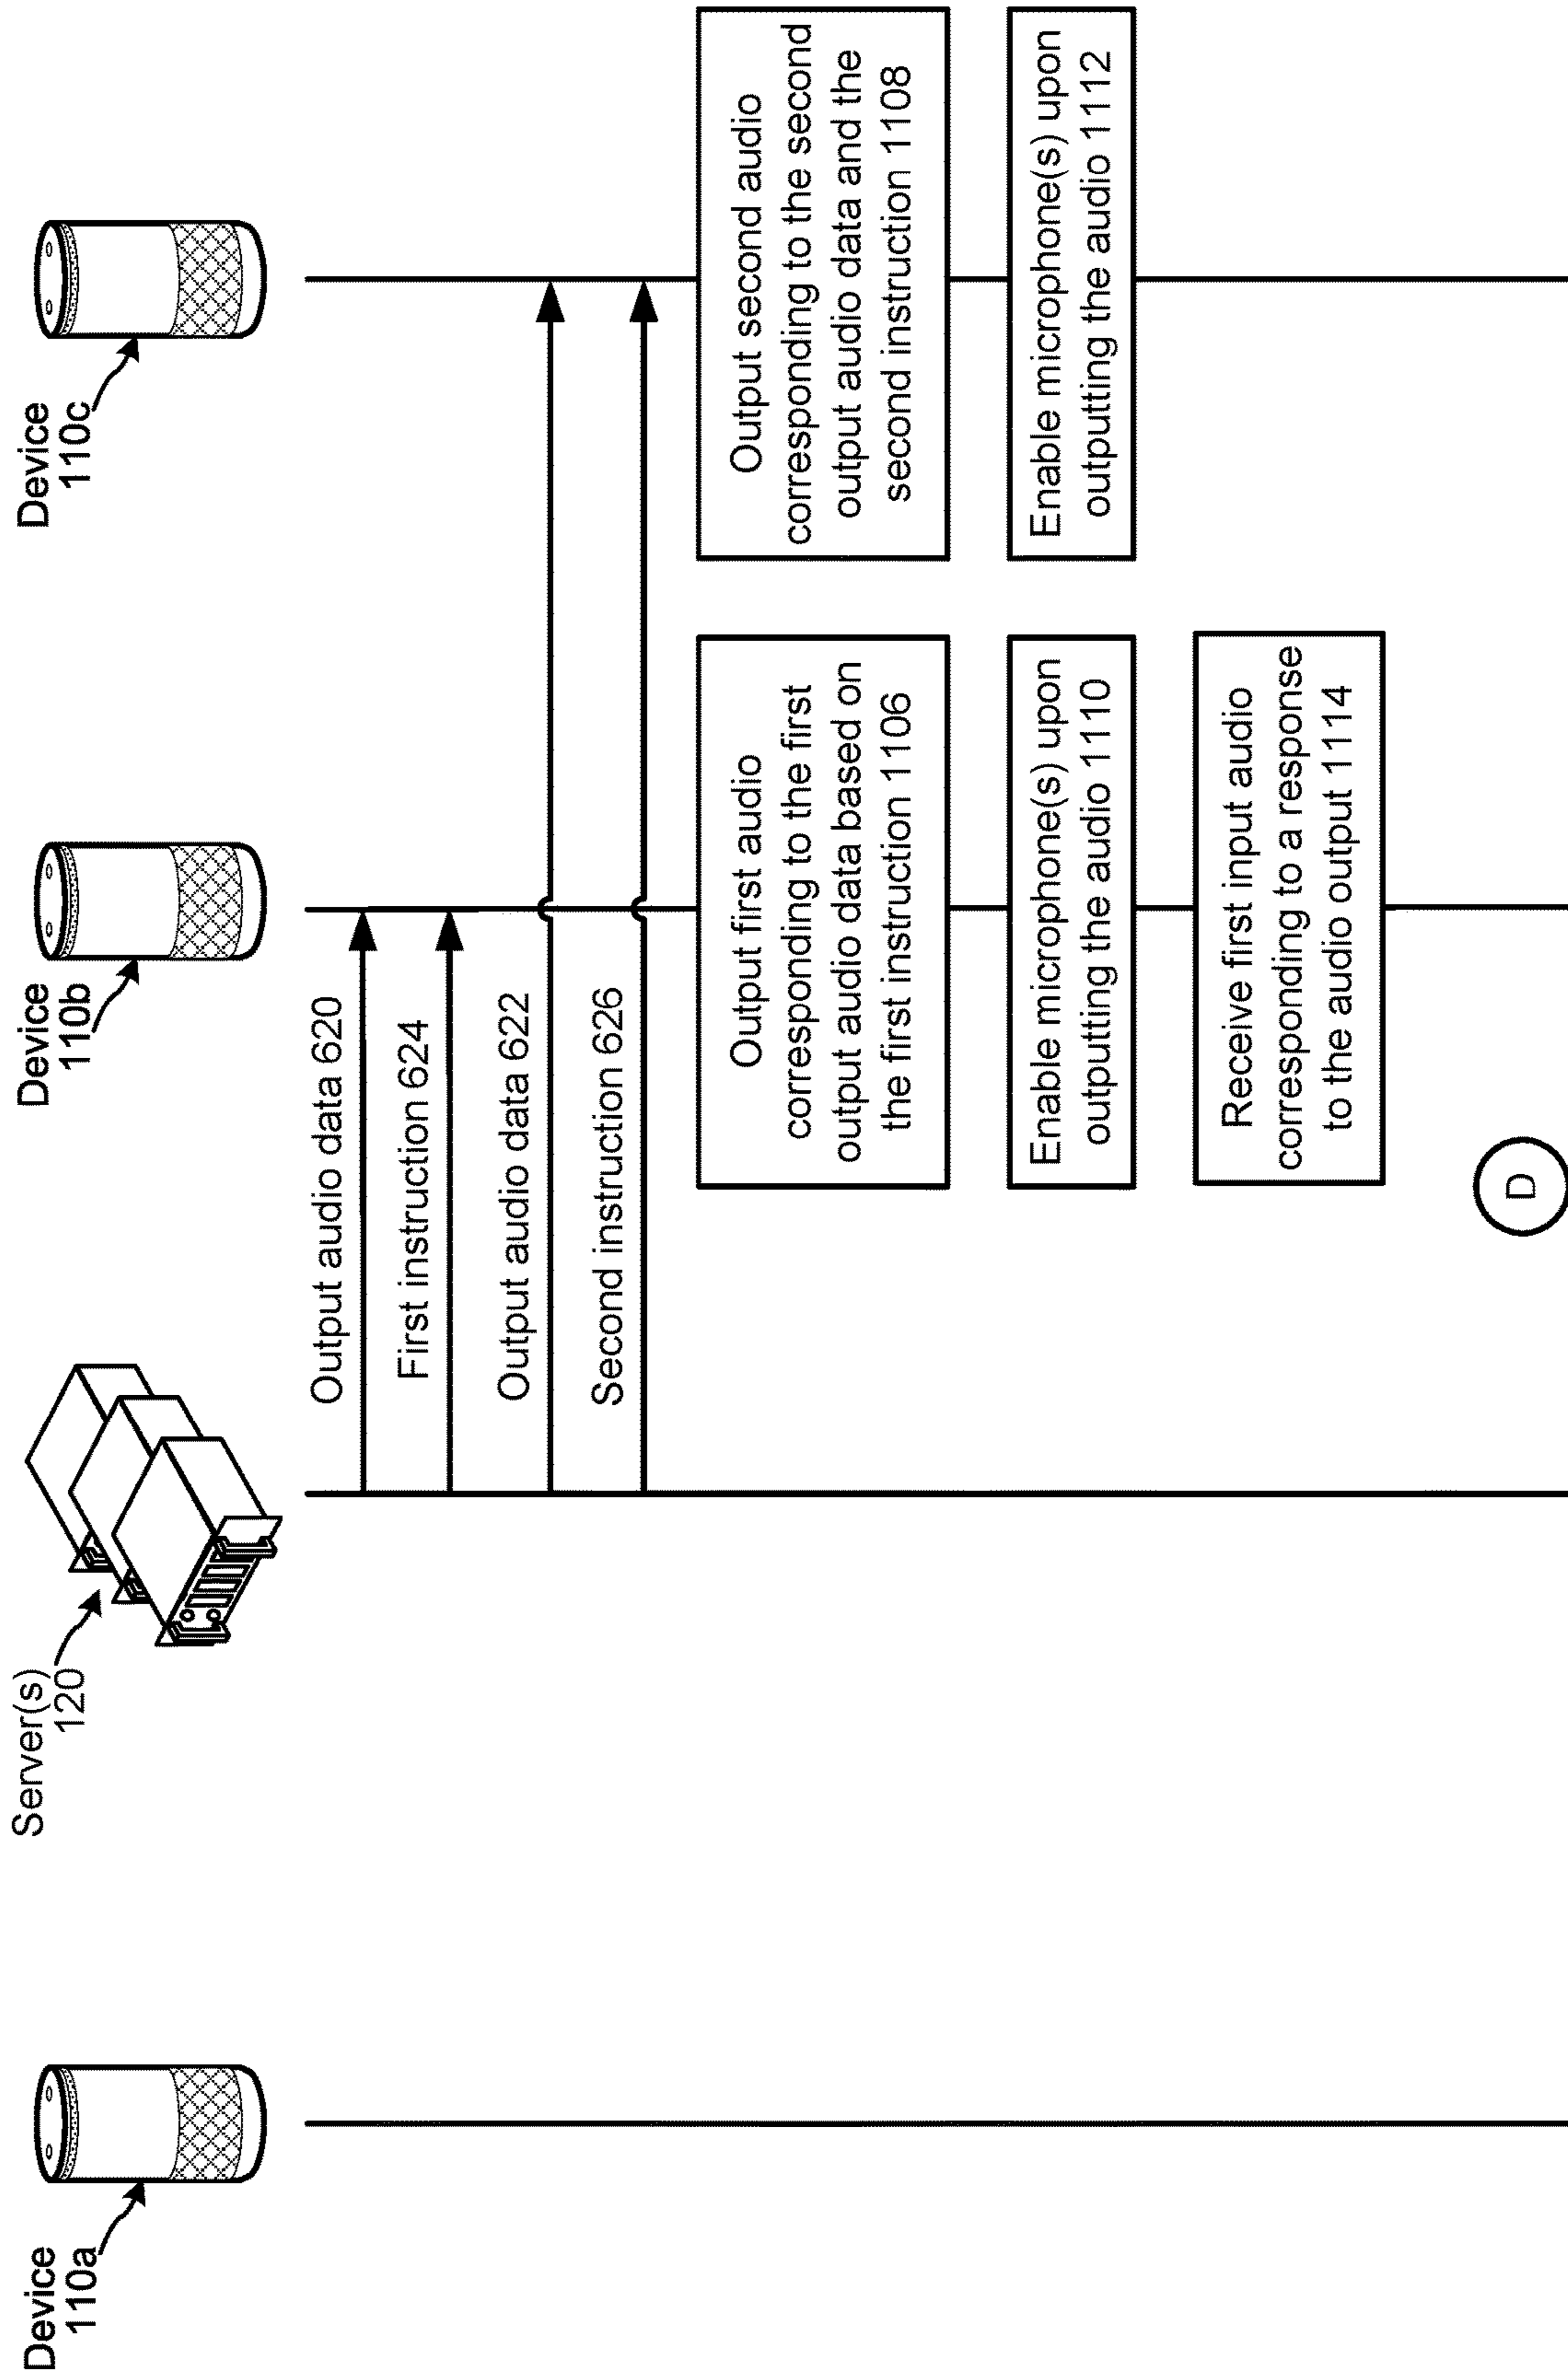 Device
110a
Server(s)
120
Device
110b
Device
110c
Output audio data 620
First instruction 624
Output audio data 622
Second instruction 626
Output first audio
corresponding to the first
output audio data based on
the first instruction 1106
Output second audio
corresponding to the second
output audio data and the
second instruction 1108
Enable microphone(s) upon
outputting the audio 1110
Enable microphone(s) upon
outputting the audio 1112
Receive first input audio
corresponding to a response
to the audio output 1114
D